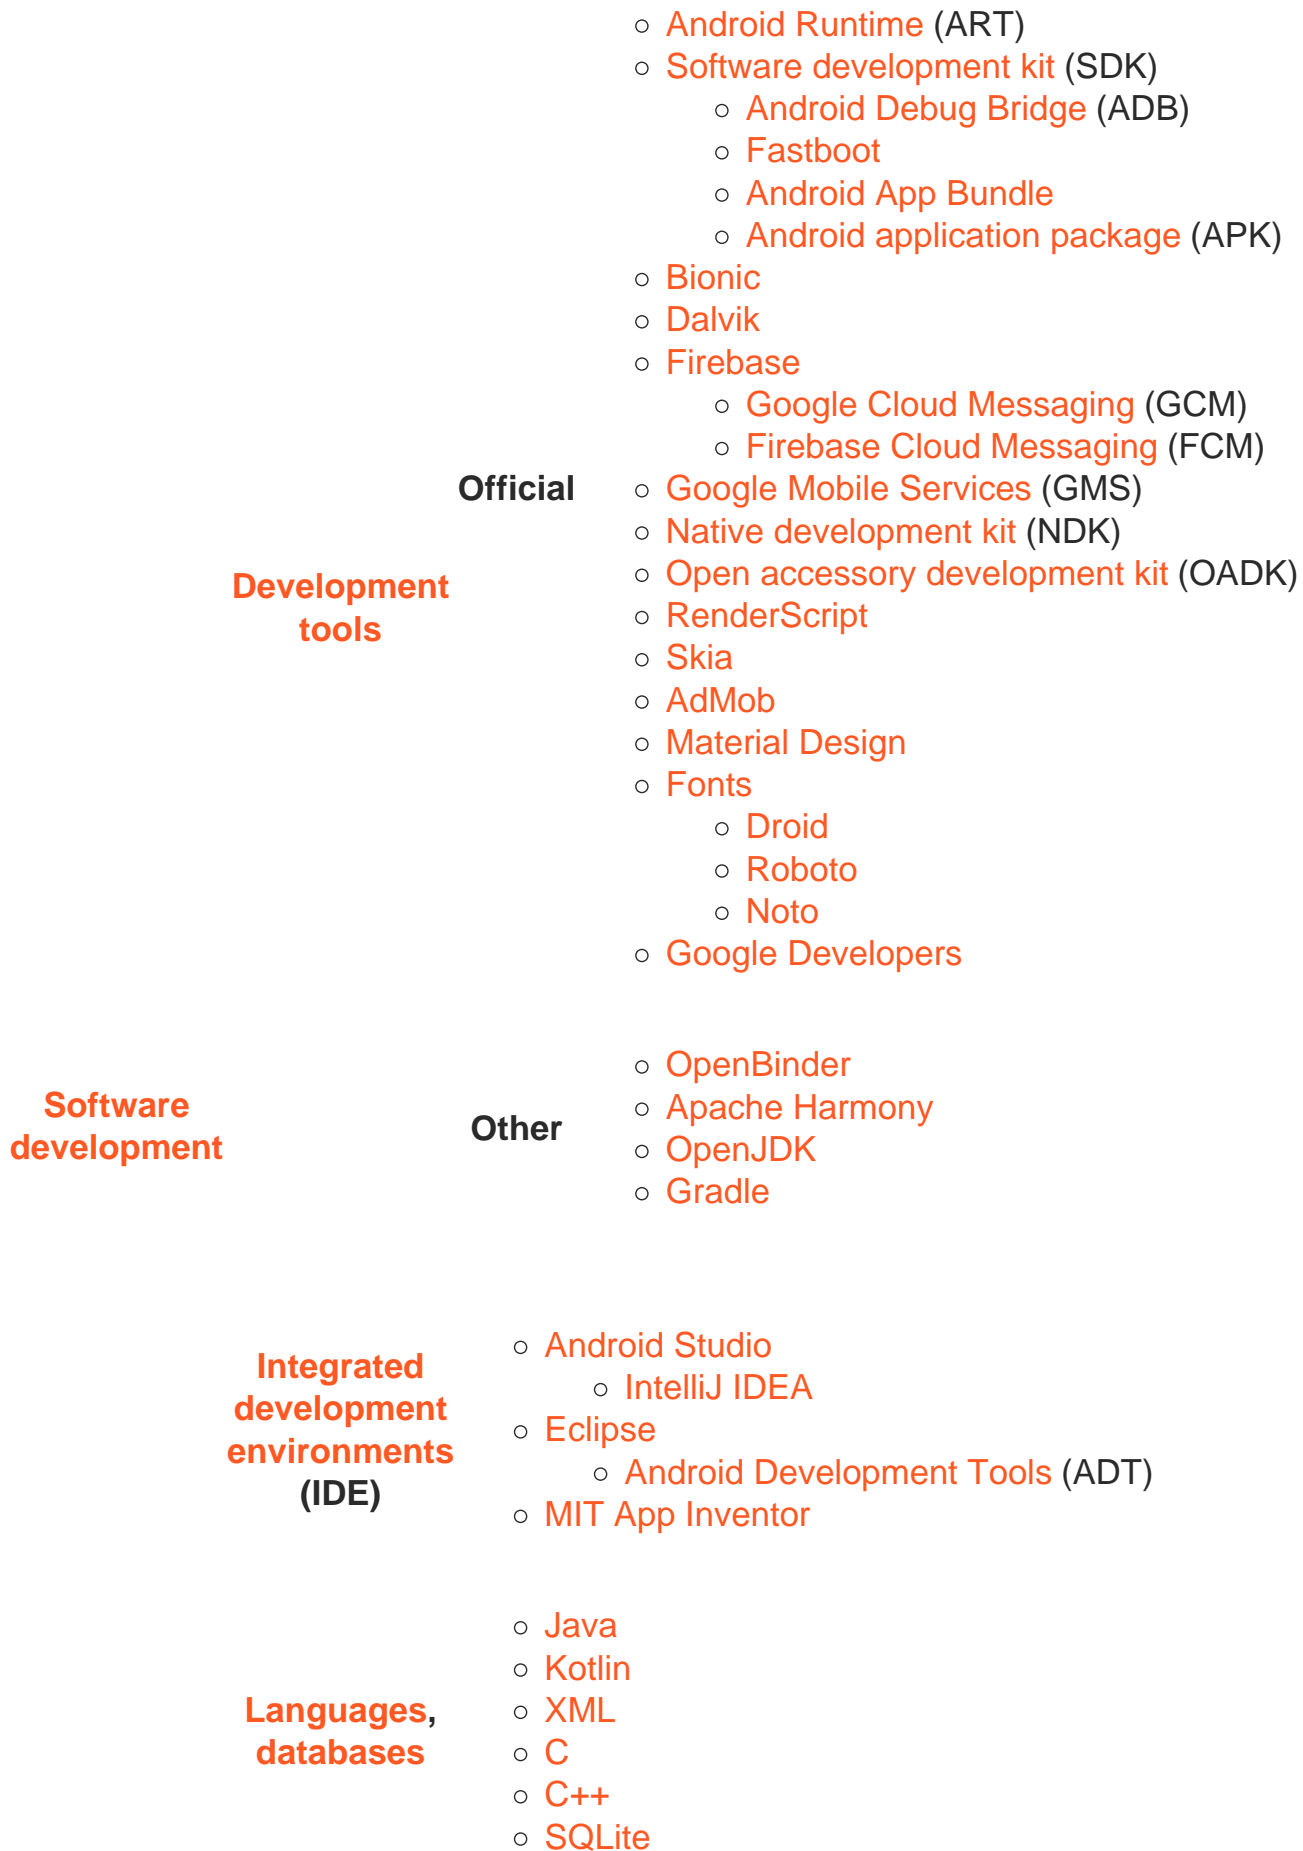 Software
development
Development
tools
Official
Android Runtime (ART)
Software development kit (SDK)
Android Debug Bridge (ADB)
Fastboot
Android App Bundle
Android application package (APK)
Bionic
Dalvik
Firebase
Google Cloud Messaging (GCM)
Firebase Cloud Messaging (FCM)
Google Mobile Services (GMS)
Native development kit (NDK)
Open accessory development kit (OADK)
RenderScript
Skia
AdMob
Material Design
Fonts
Droid
Roboto
Noto
Google Developers
Other
OpenBinder
Apache Harmony
OpenJDK
Gradle
Integrated
development
environments
(IDE)
Android Studio
IntelliJ IDEA
Eclipse
Android Development Tools (ADT)
MIT App Inventor
Languages,
databases
Java
Kotlin
XML
C
C++
SQLite